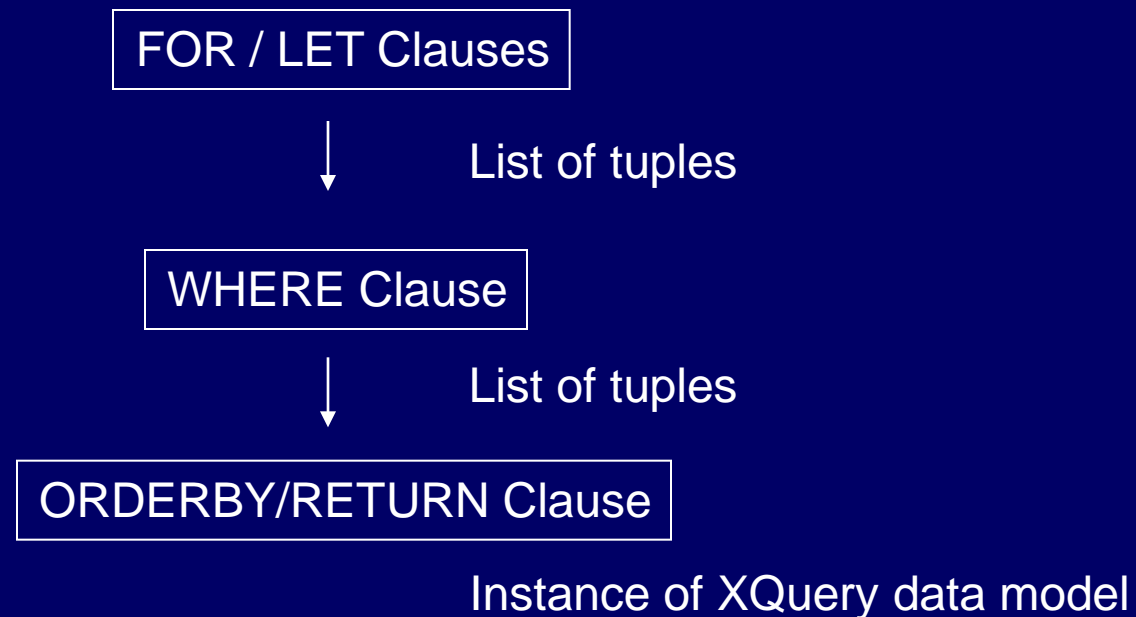 FOR / LET Clauses
List of tuples
WHERE Clause
List of tuples
ORDERBY/RETURN Clause
Instance of XQuery data model